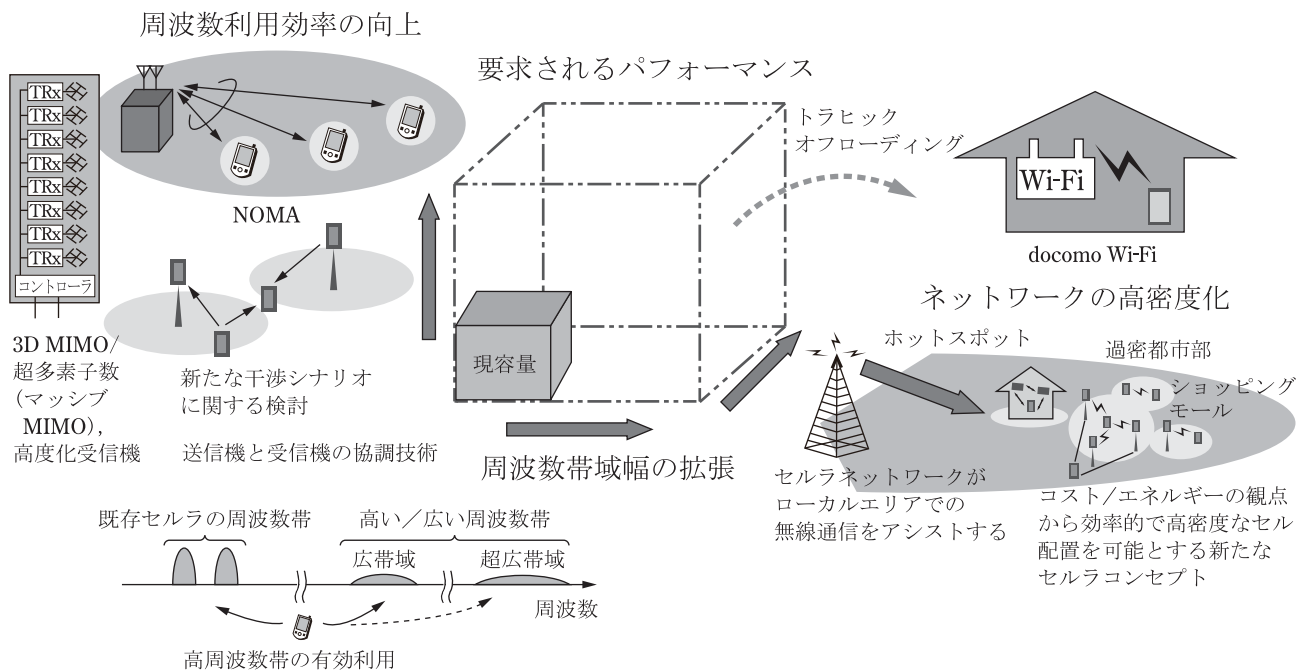 周波数利用効率の向上
TRx
TRx
TRx
TRx
TRx
TRx
TRx
TRx
コントローラ
NOMA
3D MIMO/
超多素子数
(マッシブ
MIMO),
高度化受信機
新たな干渉シナリオ
に関する検討
送信機と受信機の協調技術
要求されるパフォーマンス
現容量
周波数帯域幅の拡張
トラヒック
オフローディング
Wi-Fi
docomo Wi-Fi
ネットワークの高密度化
ホットスポット
過密都市部
ショッピング
モール
セルラネットワークが
ローカルエリアでの
無線通信をアシストする
コスト/エネルギーの観点
から効率的で高密度なセル
配置を可能とする新たな
セルラコンセプト
既存セルラの周波数帯
高い／広い周波数帯
広帯域
超広帯域
周波数
高周波数帯の有効利用